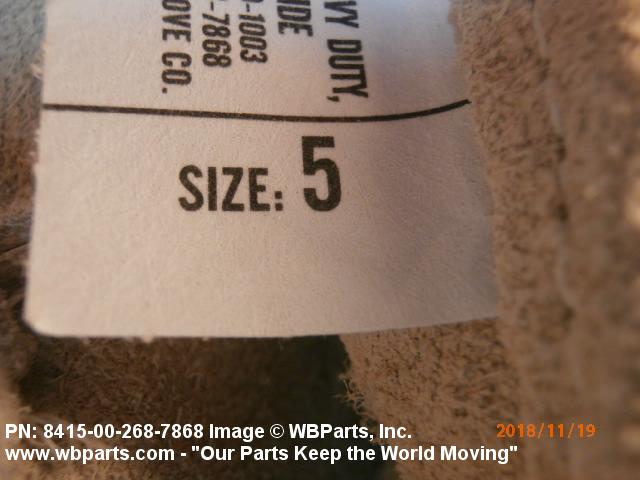 VY DUTY,
IDE
-1003
-7868
OVE CO.
SIZE: 5
PN: 8415-00-268-7868 Image © WBParts, Inc.
2018/11/19
www.wbparts.com - "Our Parts Keep the World Moving"